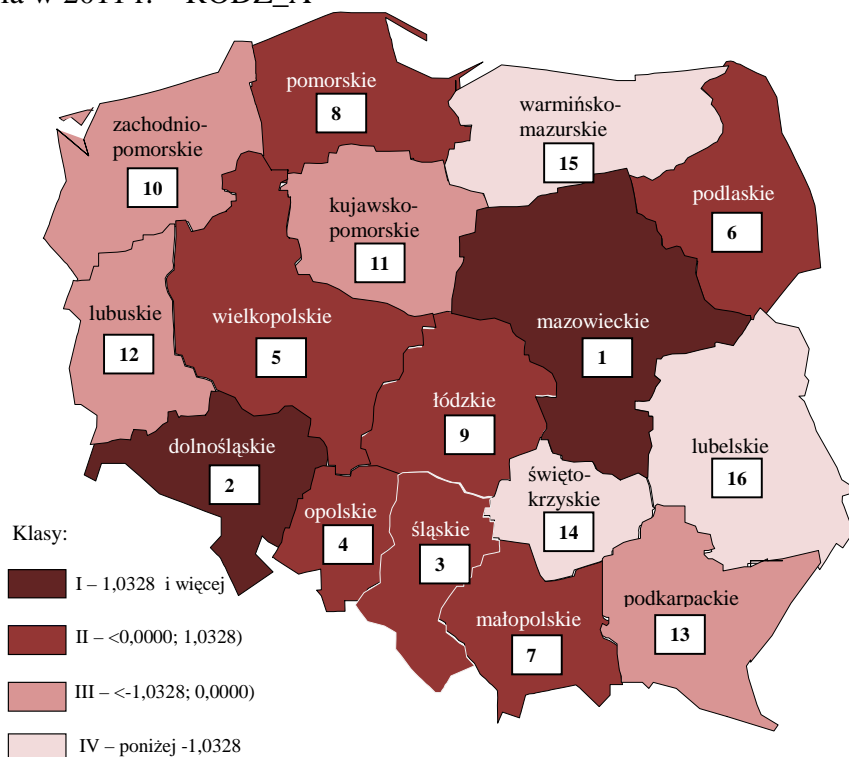 pomorskie
8
zachodnio-
pomorskie
10
warmińsko-
mazurskie
15
podlaskie
6
kujawsko-
pomorskie
11
lubuskie
12
wielkopolskie
5
mazowieckie
1
łódzkie
9
dolnośląskie
2
lubelskie
16
święto-
krzyskie
14
opolskie
4
śląskie
3
małopolskie
7
podkarpackie
13
Klasy:
I – 1,0328 i więcej
II – <0,0000; 1,0328)
III – <-1,0328; 0,0000)
IV – poniżej -1,0328